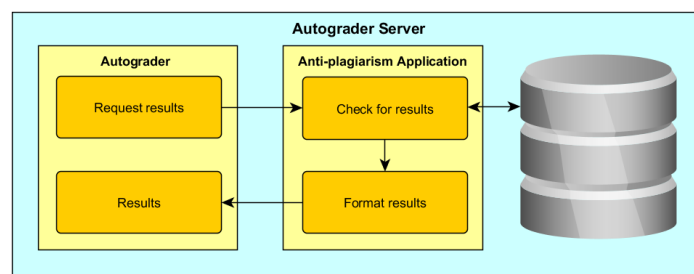 Autograder Server
Autograder
Anti-plagiarism Application
Request results
Check for results
Results
Format results